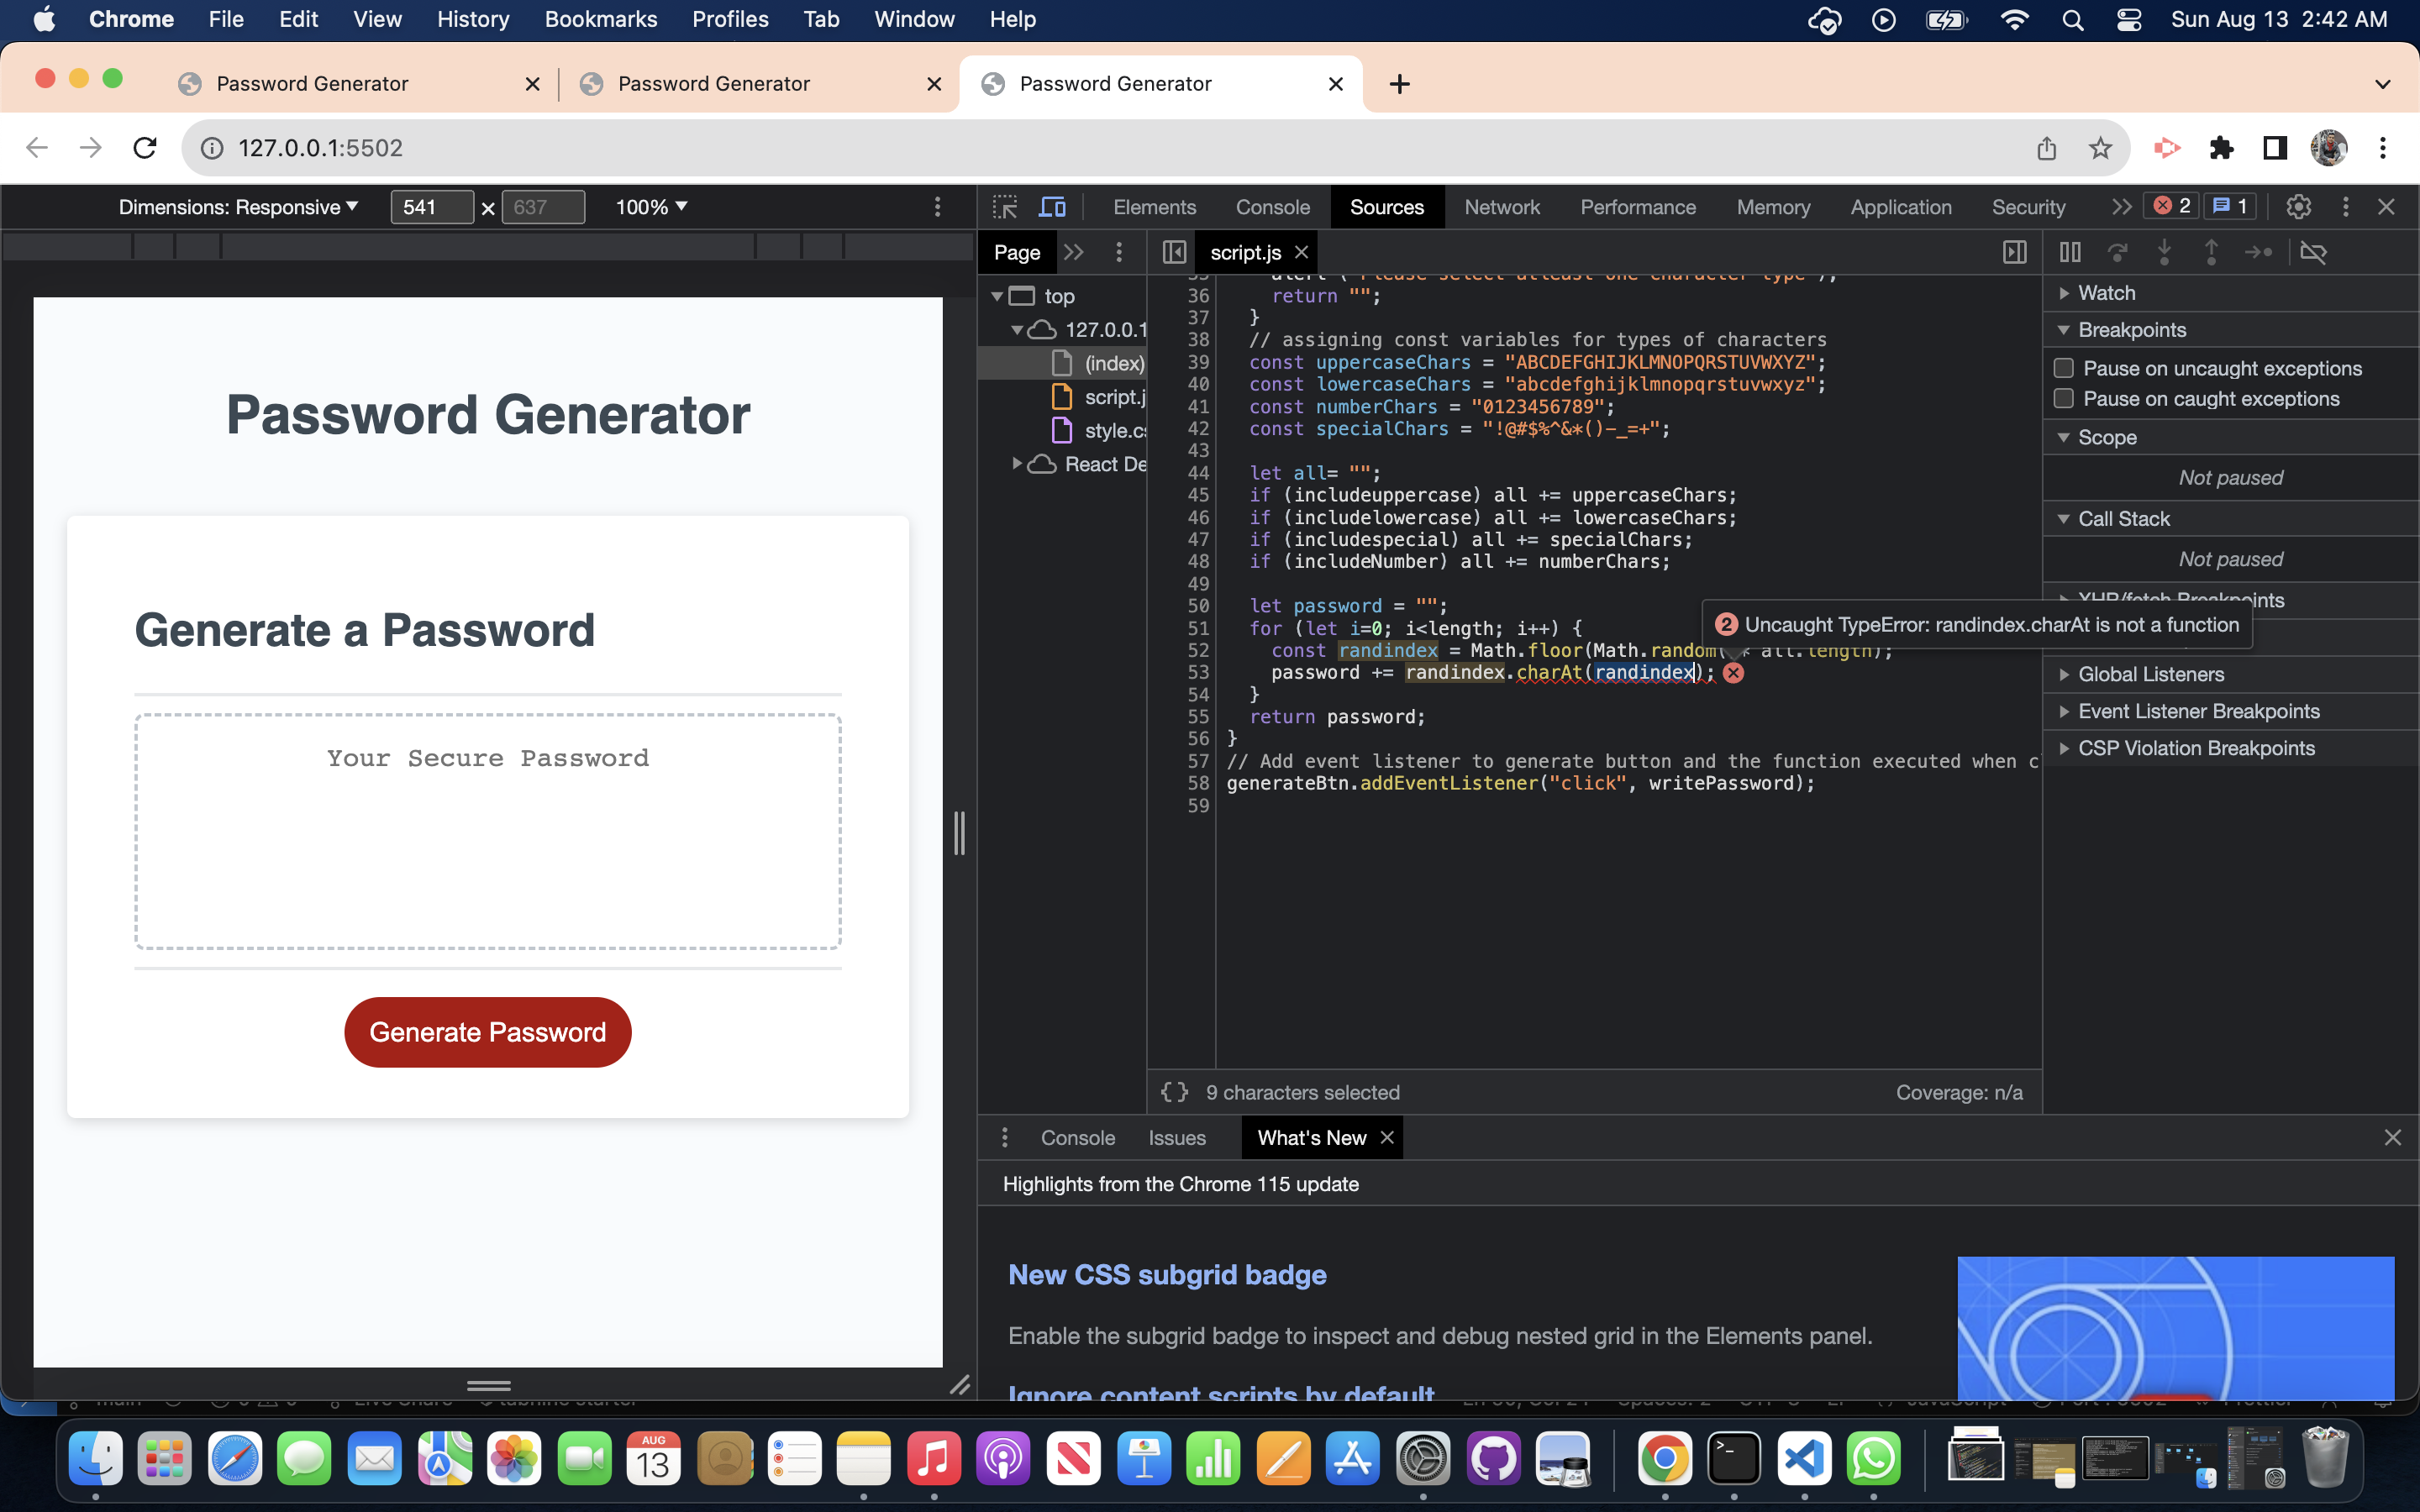 Chrome File Edit View History Bookmarks Profiles Tab Window Help Sun Aug 13 2:42 AM
Password Generator Password Generator Password Generator
127.0.0.1:5502
Dimensions: Responsive 541 × 637 100% Elements Console Sources Network Performance Memory Application Security 2 1
Page script.js
top
127.0.0.1
(index)
script.j
style.cs
React De
36 return "";
37 }
38 // assigning const variables for types of characters
39 const uppercaseChars = "ABCDEFGHIJKLMNOPQRSTUVWXYZ";
40 const lowercaseChars = "abcdefghijklmnopqrstuvwxyz";
41 const numberChars = "0123456789";
42 const specialChars = "!@#$%^&*()-_=+";
43
44 let all= "";
45 if (includeuppercase) all += uppercaseChars;
46 if (includelowercase) all += lowercaseChars;
47 if (includespecial) all += specialChars;
48 if (includeNumber) all += numberChars;
49
50 let password = "";
51 for (let i=0; i<length; i++) {
52 const randindex = Math.floor(Math.random( * all.length);
53 password += randindex.charAt(randindex);
54 }
55 return password;
56 }
57 // Add event listener to generate button and the function executed when c
58 generateBtn.addEventListener("click", writePassword);
59
2 Uncaught TypeError: randindex.charAt is not a function
{ } 9 characters selected Coverage: n/a
Watch
Breakpoints
Pause on uncaught exceptions
Pause on caught exceptions
Scope
Not paused
Call Stack
Not paused
XHR/fetch Breakpoints
Global Listeners
Event Listener Breakpoints
CSP Violation Breakpoints
Password Generator
Generate a Password
Your Secure Password
Generate Password
Console Issues What's New
Highlights from the Chrome 115 update
New CSS subgrid badge
Enable the subgrid badge to inspect and debug nested grid in the Elements panel.
Ignore content scripts by default
AUG
13